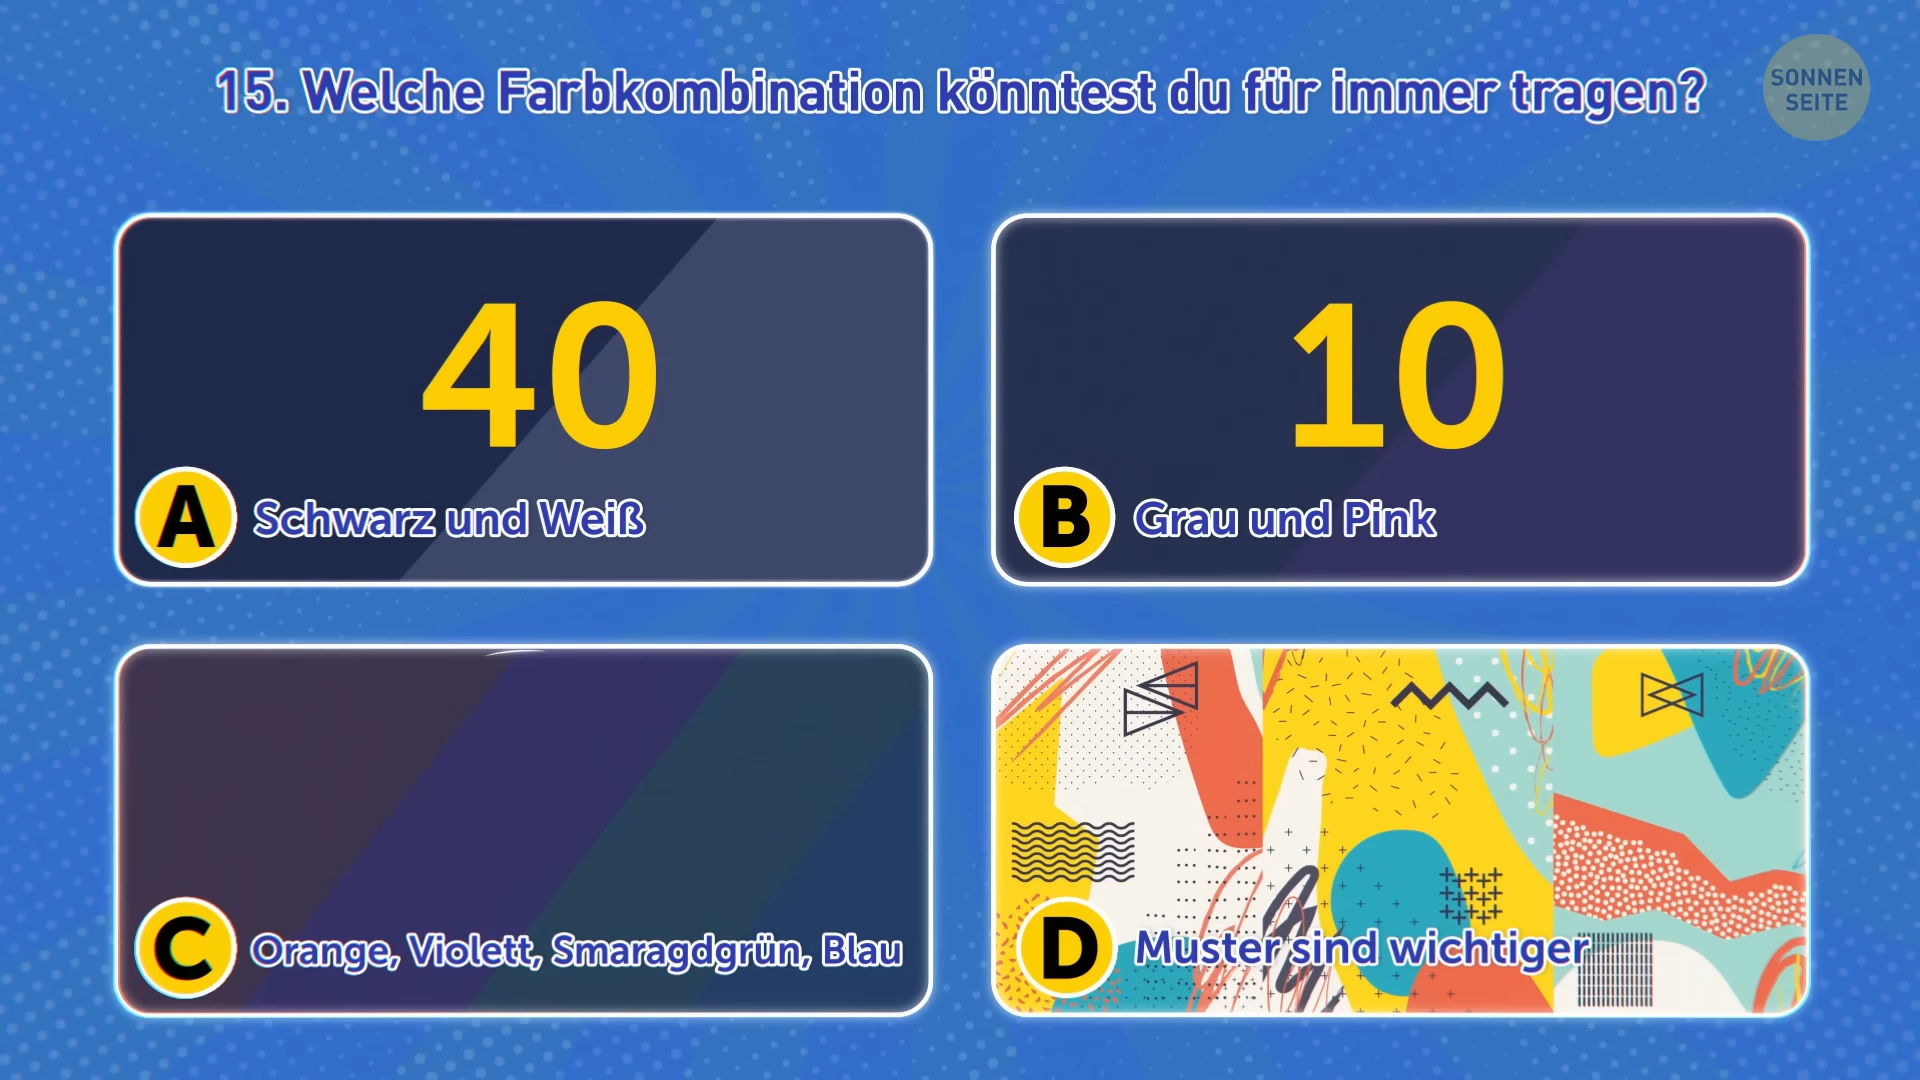 15. Welche Farbkombination könntest du für immer tragen?
SONNEN
SEITE
40
A Schwarz und Weiß
10
B Grau und Pink
C Orange, Violett, Smaragdgrün, Blau
D Muster sind wichtiger